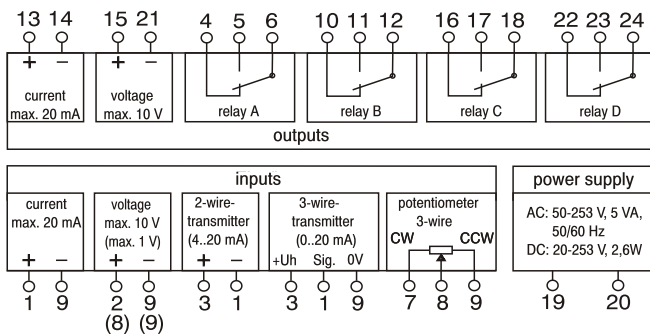 13 14 15 21 4 5 6 10 11 12 16 17 18 22 23 24
+ − + −
current
max. 20 mA
voltage
max. 10 V
relay A
relay B
relay C
relay D
outputs
inputs
current
max. 20 mA
+ −
voltage
max. 10 V
(max. 1 V)
+ −
2-wire-
transmitter
(4..20 mA)
+ −
3-wire-
transmitter
(0..20 mA)
+Uh Sig. 0V
potentiometer
3-wire
CW CCW
power supply
AC: 50-253 V, 5 VA,
50/60 Hz
DC: 20-253 V, 2,6W
1 9 2 9 3 1 3 1 9 7 8 9 19 20
(8) (9)